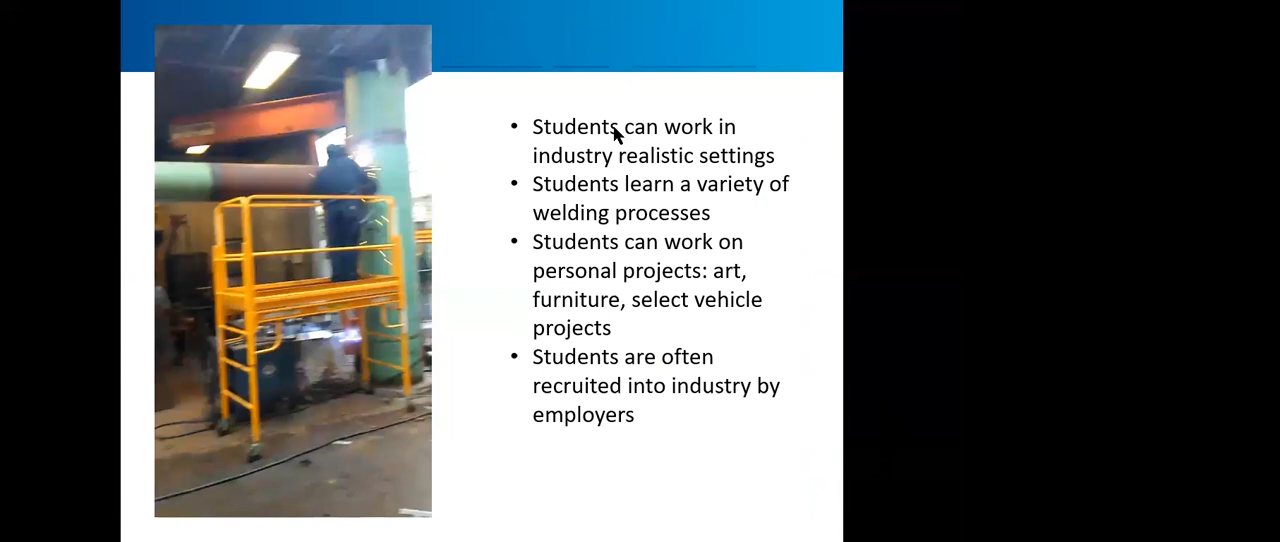 • Students can work in
industry realistic settings
• Students learn a variety of
welding processes
• Students can work on
personal projects: art,
furniture, select vehicle
projects
• Students are often
recruited into industry by
employers